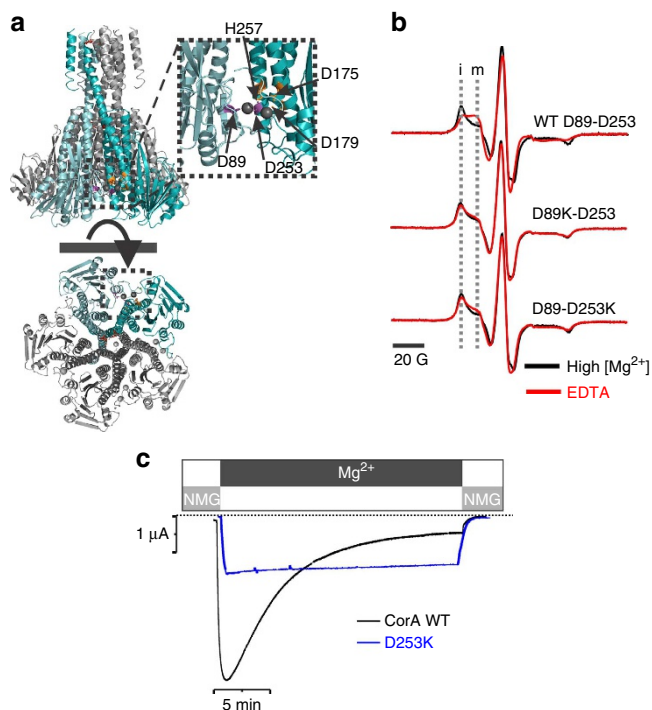 a
H257
D175
D179
D89
D253
b
i m
WT D89-D253
D89K-D253
D89-D253K
20 G
High [Mg²⁺]
EDTA
c
Mg²⁺
NMG
NMG
1 µA
CorA WT
D253K
5 min